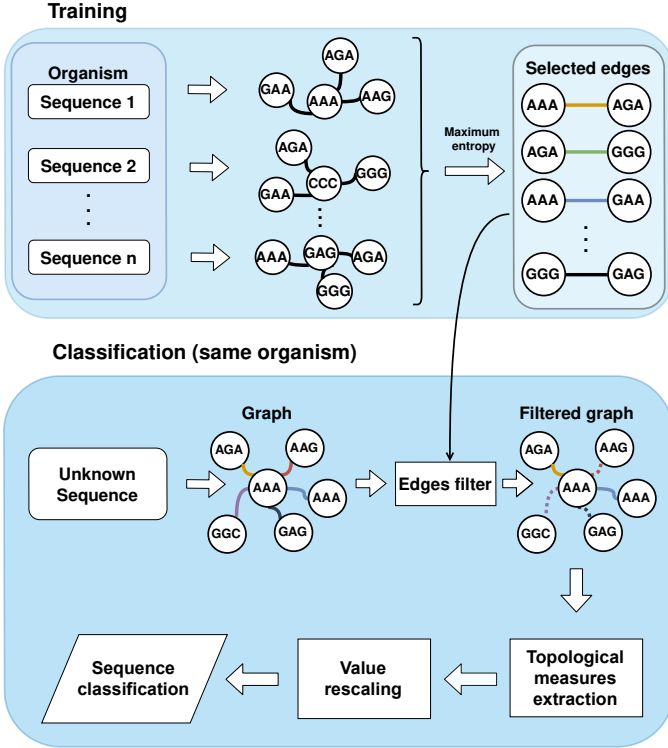 Training
Organism
Sequence 1
Sequence 2
Sequence n
AGA
GAA
AAA
AAG
AGA
CCC
GGG
GAA
AAA
GAG
AGA
GGG
Maximum
entropy
Selected edges
AAA
AGA
AGA
GGG
AAA
GAA
GGG
GAG
Classification (same organism)
Unknown
Sequence
Graph
AGA
AAG
AAA
AAA
GGC
GAG
Edges filter
Filtered graph
AGA
AAG
AAA
AAA
GGC
GAG
Topological
measures
extraction
Value
rescaling
Sequence
classification